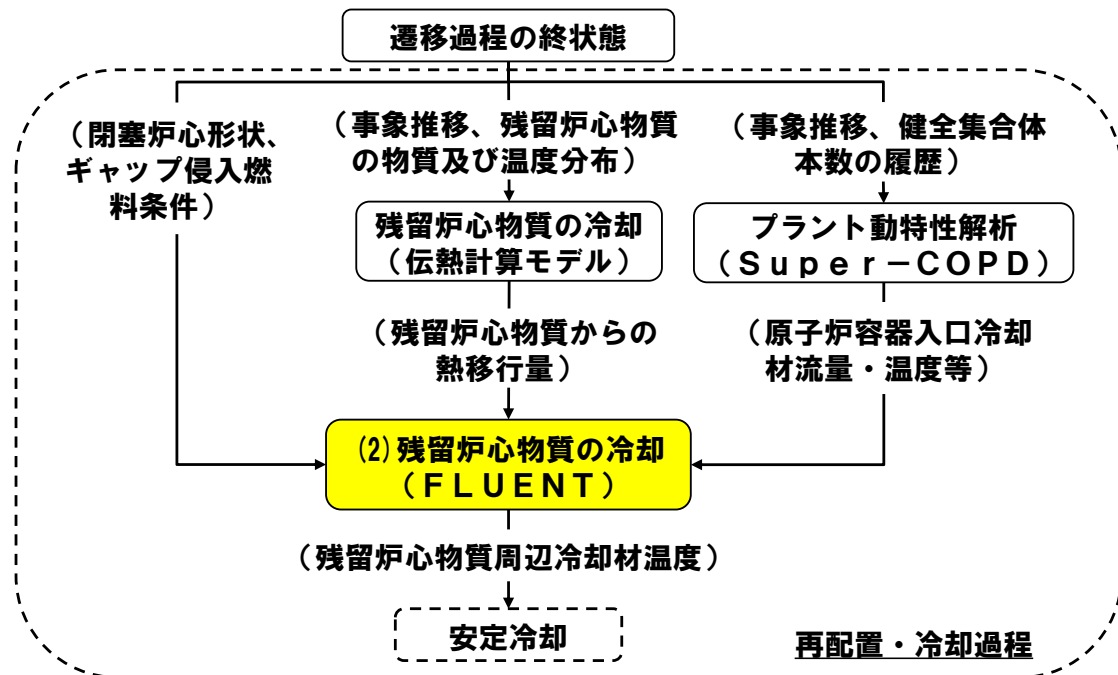 遷移過程の終状態
（閉塞炉心形状、
ギャップ侵入燃
料条件）
（事象推移、残留炉心物質
の物質及び温度分布）
（事象推移、健全集合体
本数の履歴）
残留炉心物質の冷却
（伝熱計算モデル）
プラント動特性解析
（Ｓｕｐｅｒ－ＣＯＰＤ）
（残留炉心物質からの
熱移行量）
（原子炉容器入口冷却
材流量・温度等）
(2)残留炉心物質の冷却
（ＦＬＵＥＮＴ）
（残留炉心物質周辺冷却材温度）
安定冷却
再配置・冷却過程